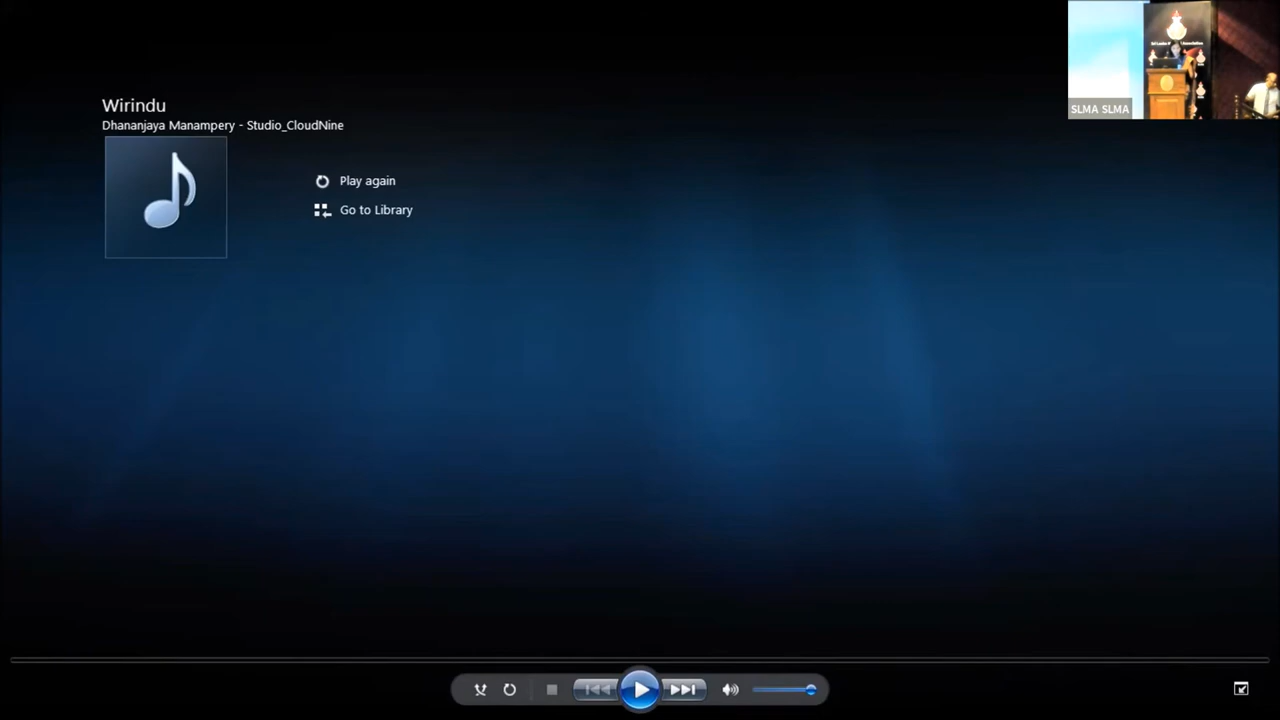 Wirindu
Dhananjaya Manampery - Studio_CloudNine
Play again
Go to Library
SLMA SLMA